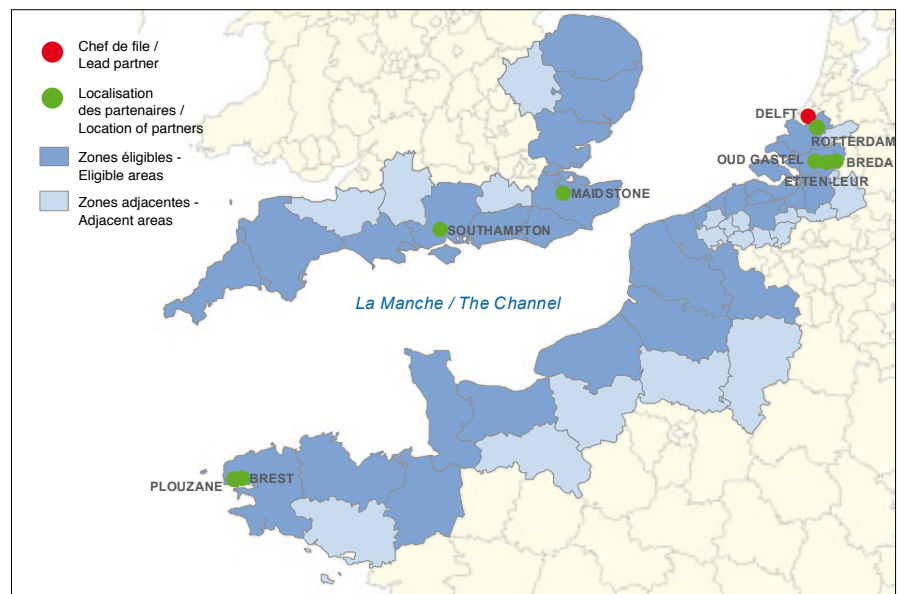 Chef de file /
Lead partner
Localisation
des partenaires /
Location of partners
Zones éligibles -
Eligible areas
Zones adjacentes -
Adjacent areas
DELFT
ROTTERDAM
OUD GASTEL
BREDA
ETTEN-LEUR
MAIDSTONE
SOUTHAMPTON
La Manche / The Channel
BREST
PLOUZANE